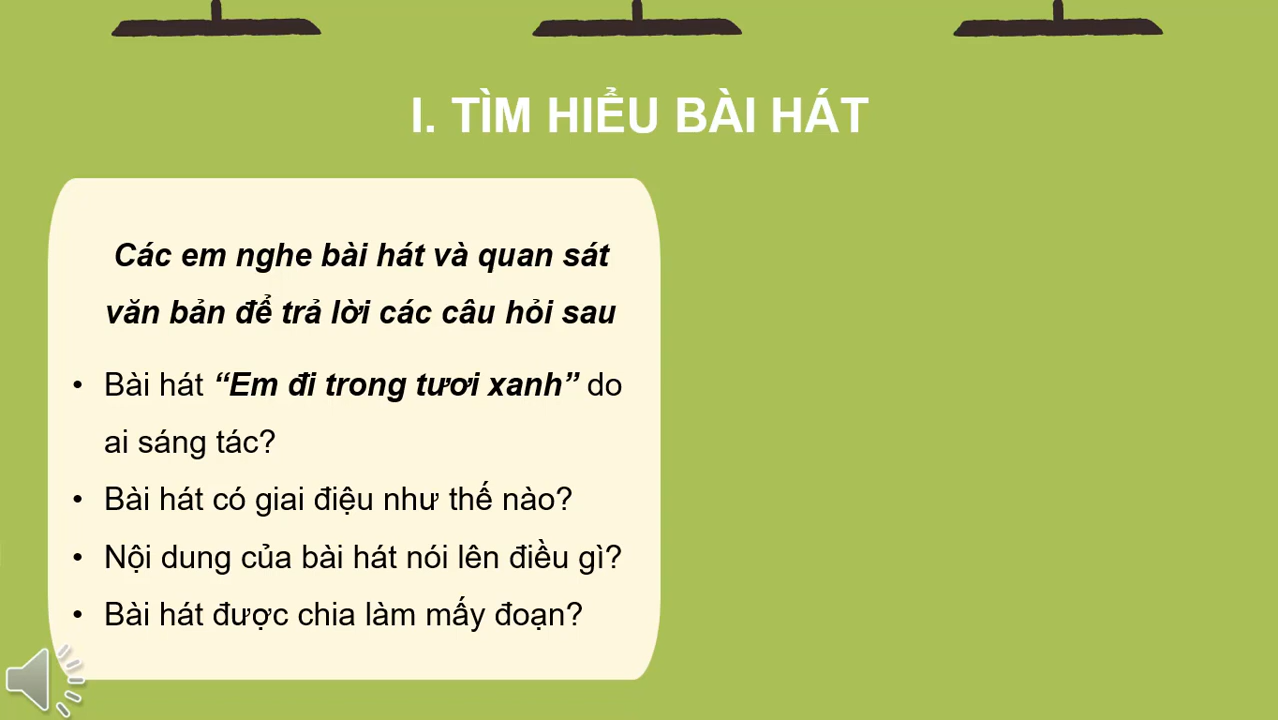 I. TÌM HIỂU BÀI HÁT
Các em nghe bài hát và quan sát
văn bản để trả lời các câu hỏi sau
• Bài hát “Em đi trong tươi xanh” do
ai sáng tác?
• Bài hát có giai điệu như thế nào?
• Nội dung của bài hát nói lên điều gì?
• Bài hát được chia làm mấy đoạn?